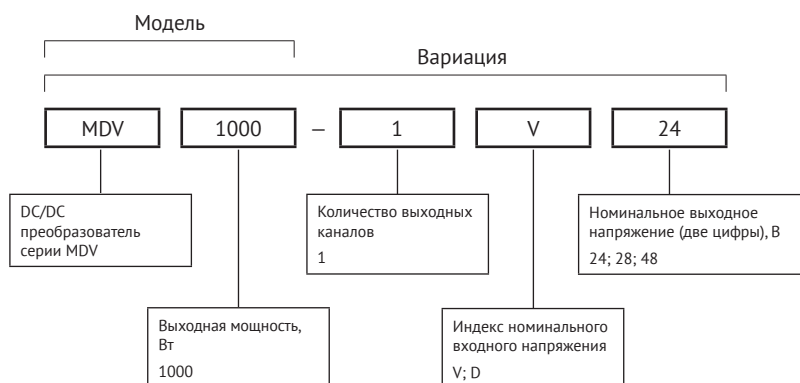 Модель
Вариация
MDV 1000 – 1 V 24
DC/DC
преобразователь
серии MDV
Количество выходных
каналов
1
Номинальное выходное
напряжение (две цифры), В
24; 28; 48
Выходная мощность,
Вт
1000
Индекс номинального
входного напряжения
V; D